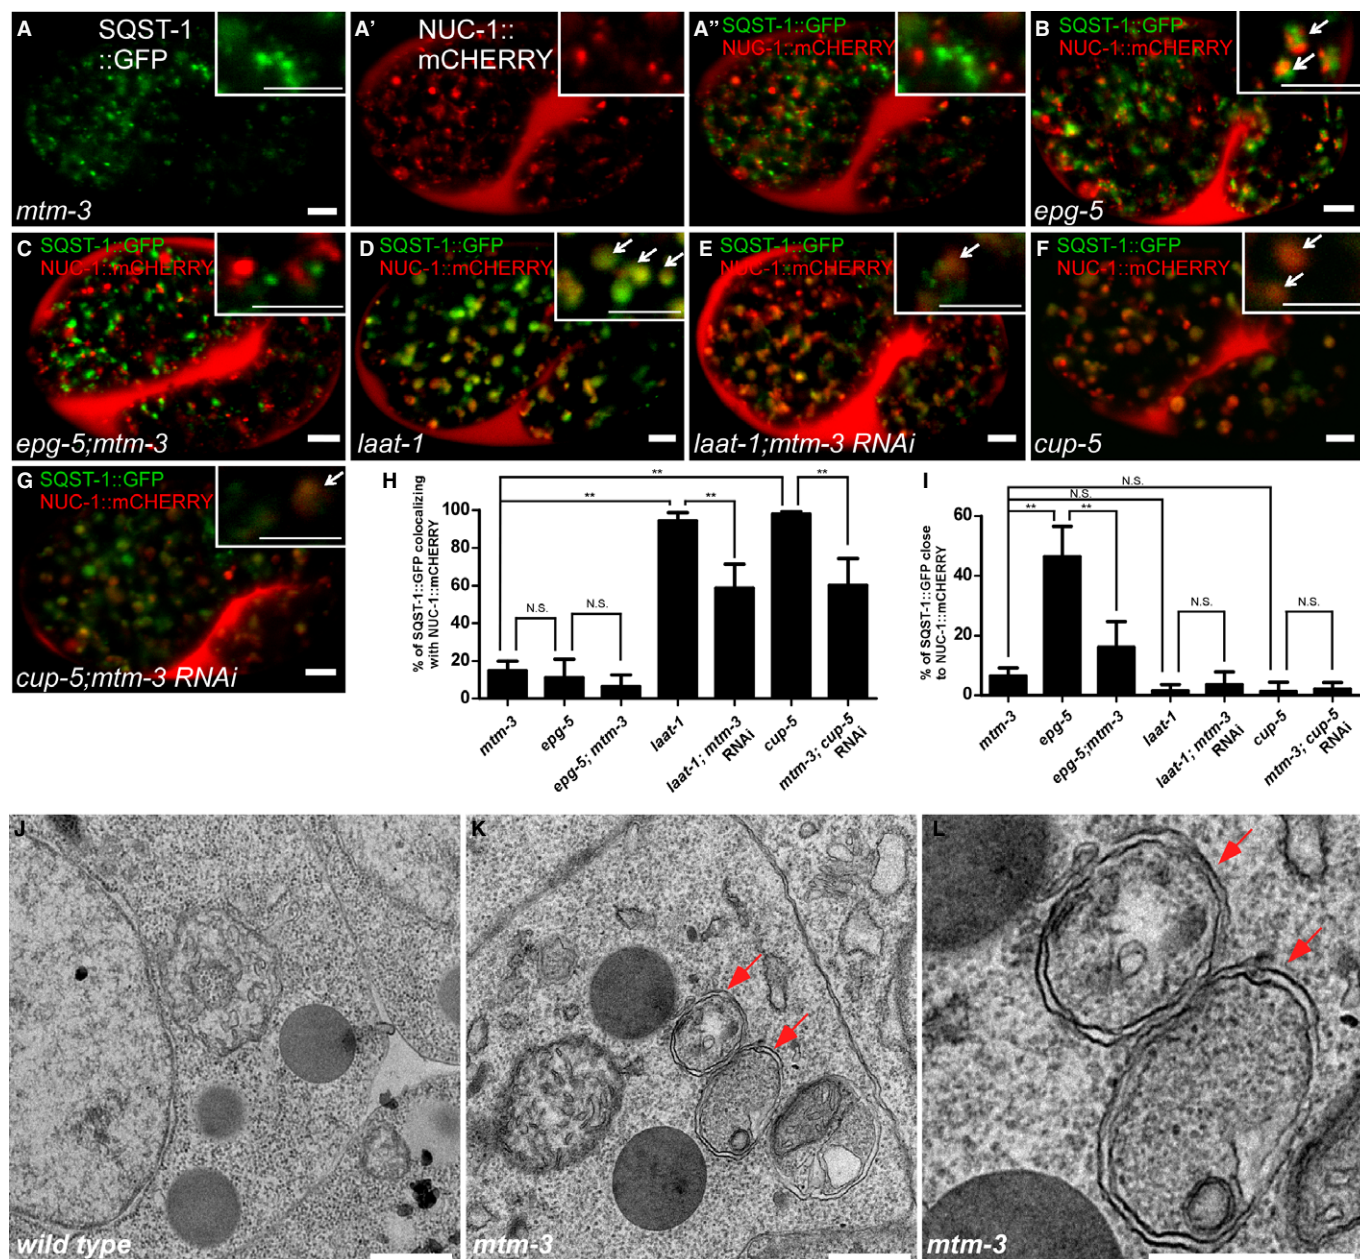 A
SQST-1
::GFP
mtm-3
A'
NUC-1::
mCHERRY
A''
SQST-1::GFP
NUC-1::mCHERRY
B
SQST-1::GFP
NUC-1::mCHERRY
epg-5
C
SQST-1::GFP
NUC-1::mCHERRY
epg-5;mtm-3
D
SQST-1::GFP
NUC-1::mCHERRY
laat-1
E
SQST-1::GFP
NUC-1::mCHERRY
laat-1;mtm-3 RNAi
F
SQST-1::GFP
NUC-1::mCHERRY
cup-5
G
SQST-1::GFP
NUC-1::mCHERRY
cup-5;mtm-3 RNAi
H
% of SQST-1::GFP colocalizing
with NUC-1::mCHERRY
100
80
60
40
20
0
**
**
**
**
N.S.
N.S.
mtm-3
epg-5
epg-5; mtm-3
laat-1
laat-1; mtm-3
RNAi
cup-5
mtm-3; cup-5
RNAi
I
% of SQST-1::GFP close
to NUC-1::mCHERRY
60
40
20
0
N.S.
N.S.
**
**
N.S.
N.S.
mtm-3
epg-5
epg-5;mtm-3
laat-1
laat-1; mtm-3
RNAi
cup-5
mtm-3; cup-5
RNAi
J
wild type
K
mtm-3
L
mtm-3